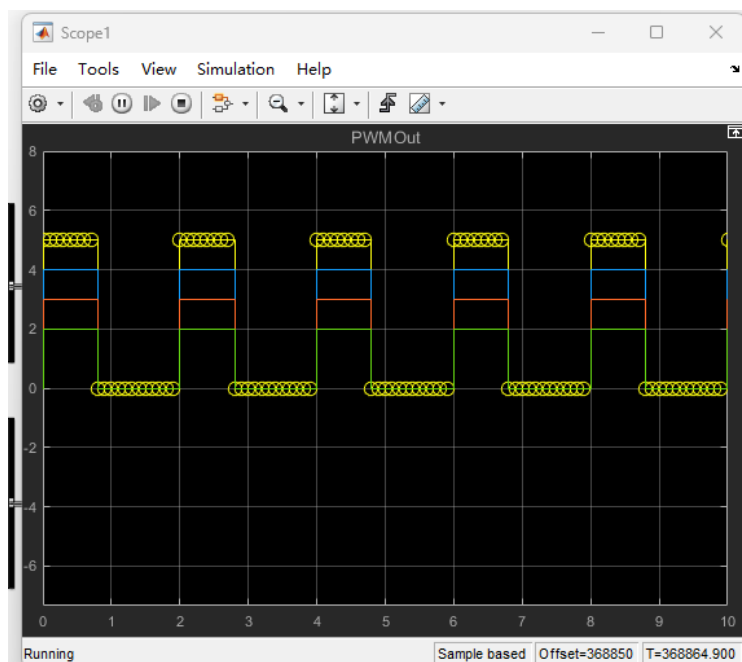 Scope1
File Tools View Simulation Help
PWMOut
8
6
4
2
0
-2
-4
-6
0 1 2 3 4 5 6 7 8 9 10
Running Sample based Offset=368850 T=368864.900